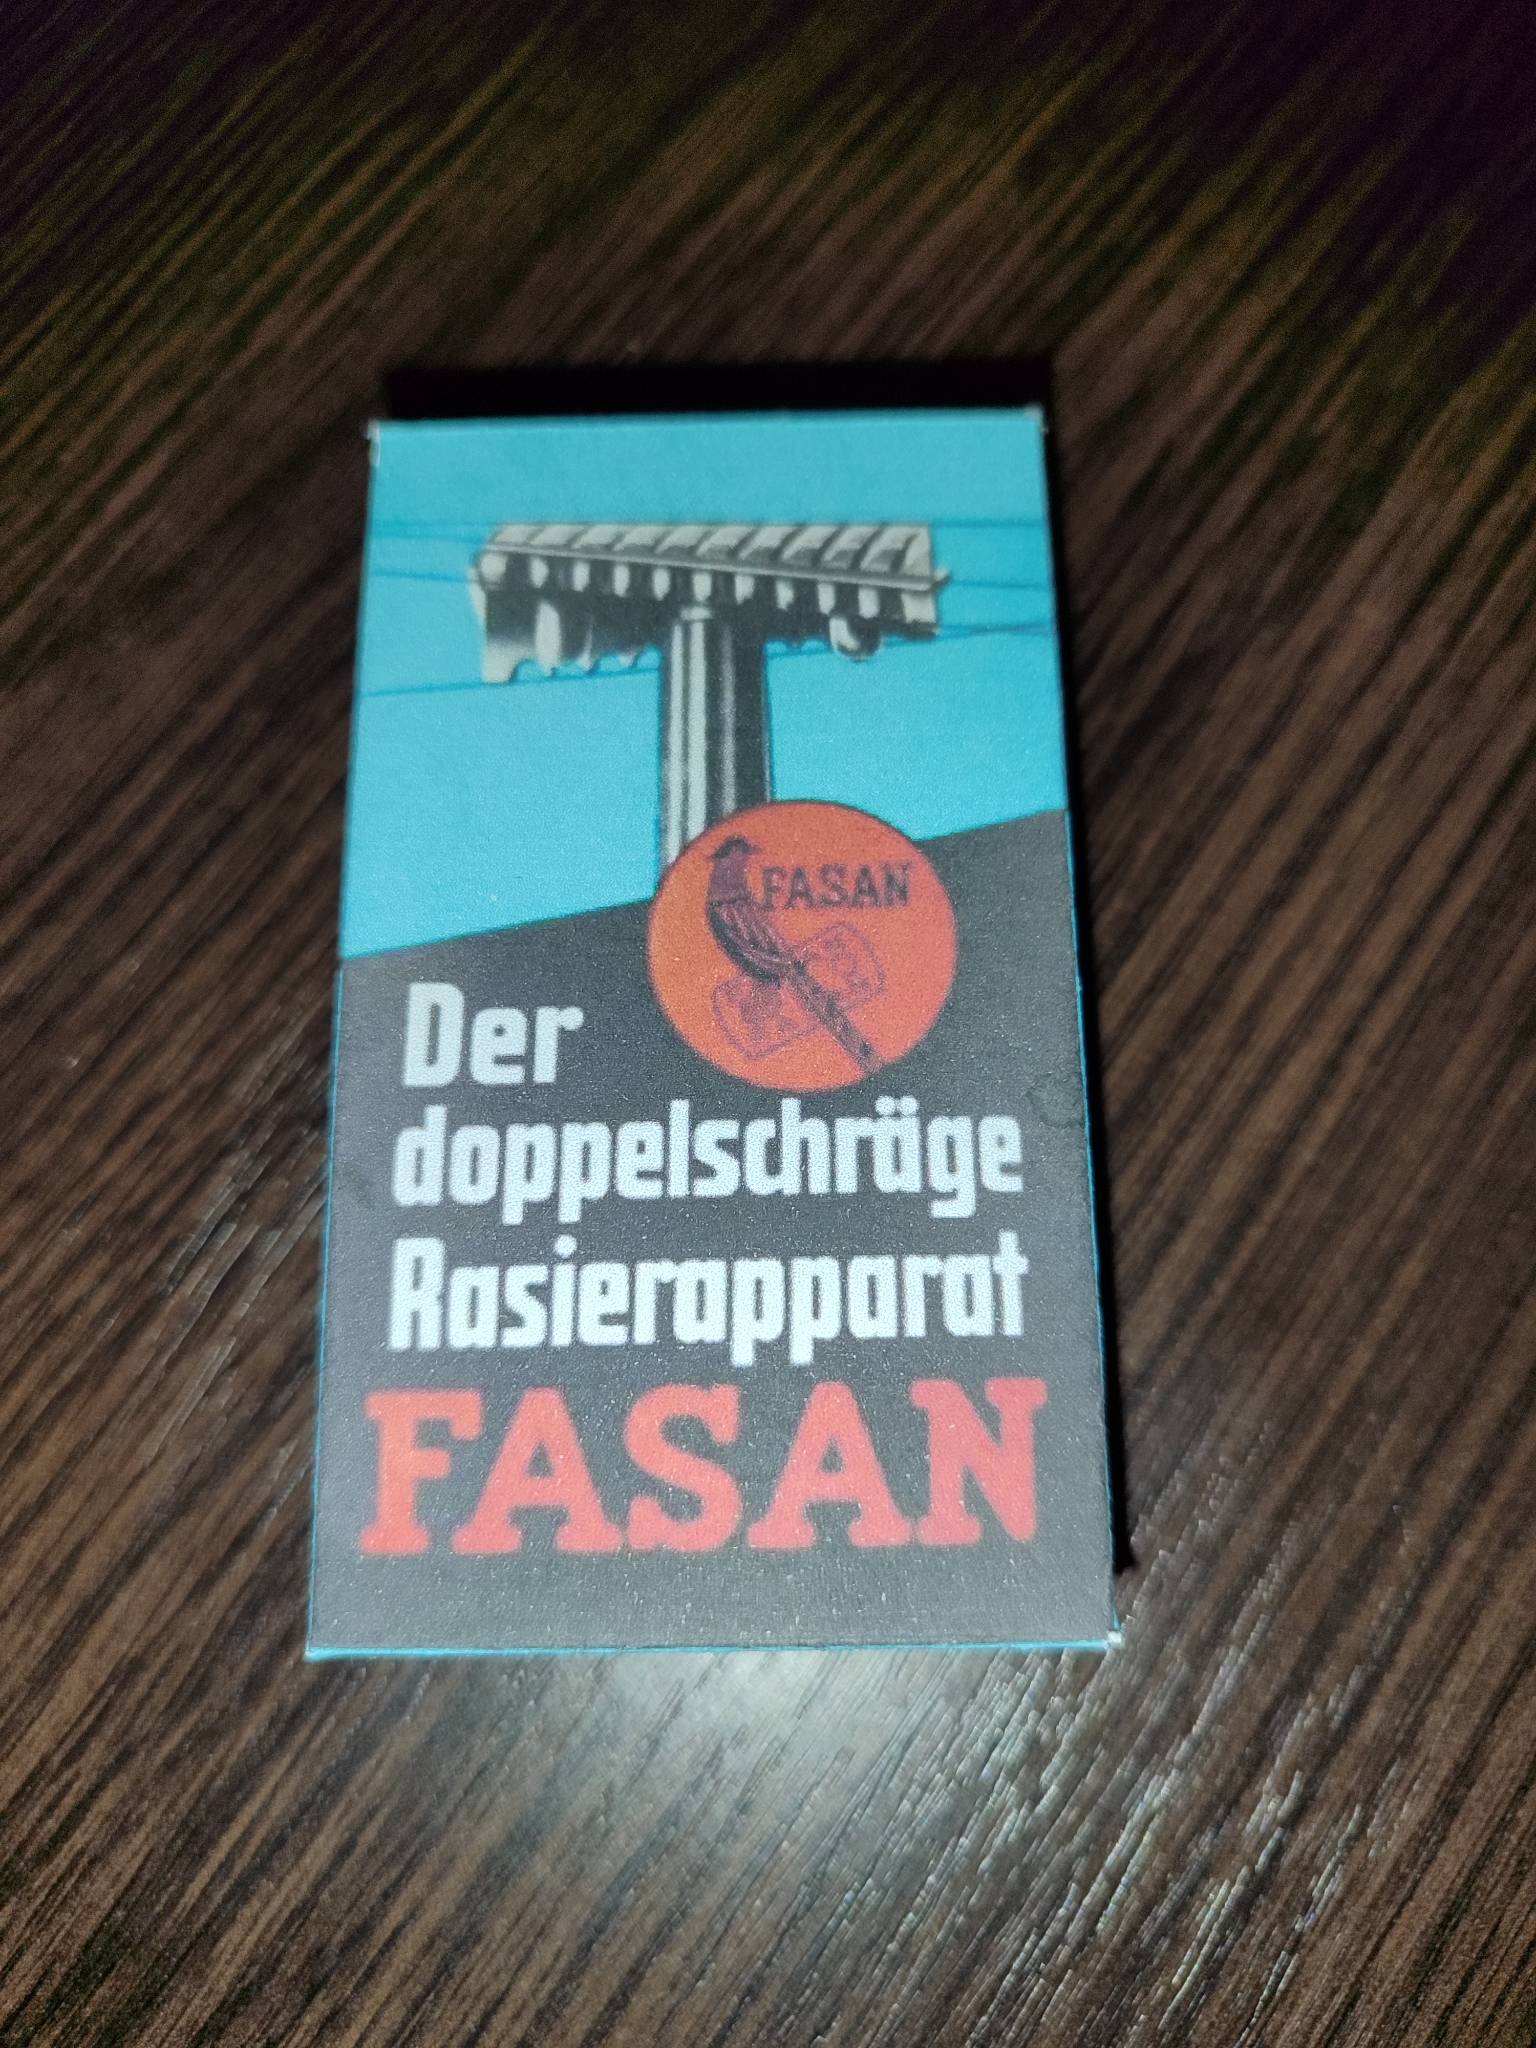 FASAN
Der
doppelschräge
Rasierapparat
FASAN